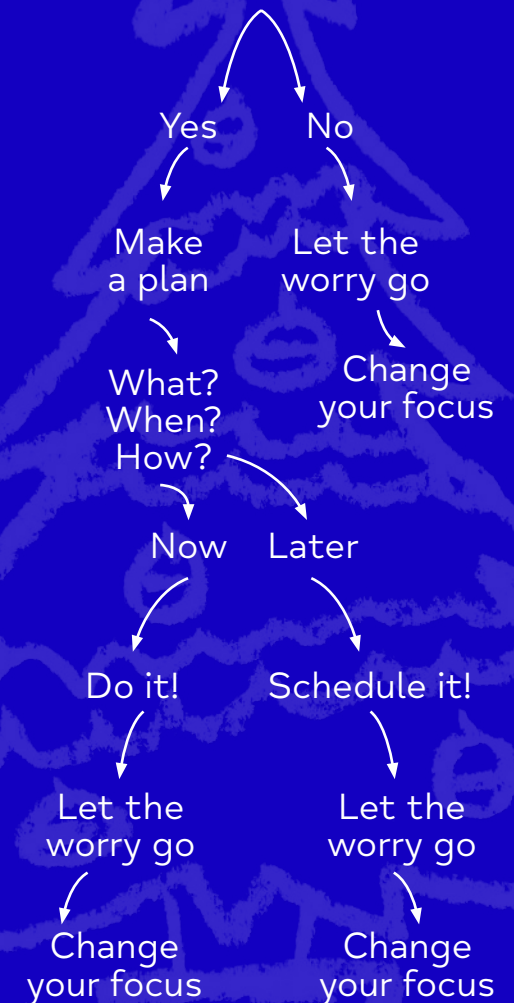 Yes
No
Make
a plan
Let the
worry go
Change
your focus
What?
When?
How?
Now
Later
Do it!
Schedule it!
Let the
worry go
Let the
worry go
Change
your focus
Change
your focus